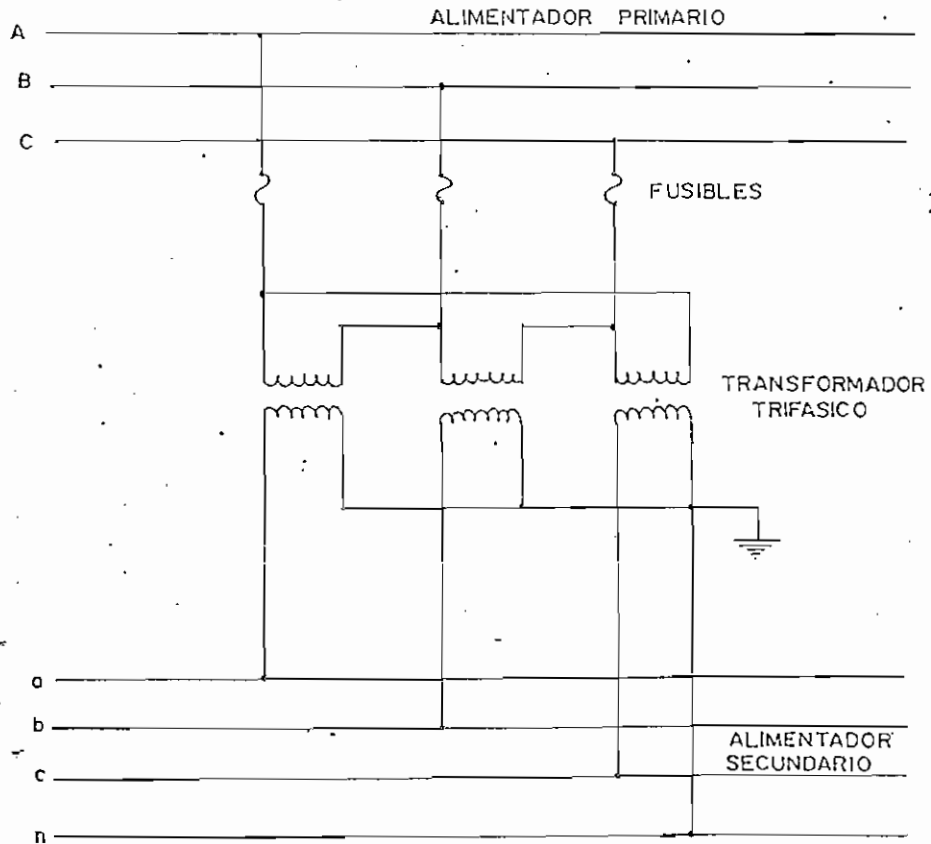 ALIMENTADOR PRIMARIO
A
B
C
FUSIBLES
TRANSFORMADOR
TRIFASICO
a
b
ALIMENTADOR
SECUNDARIO
c
n